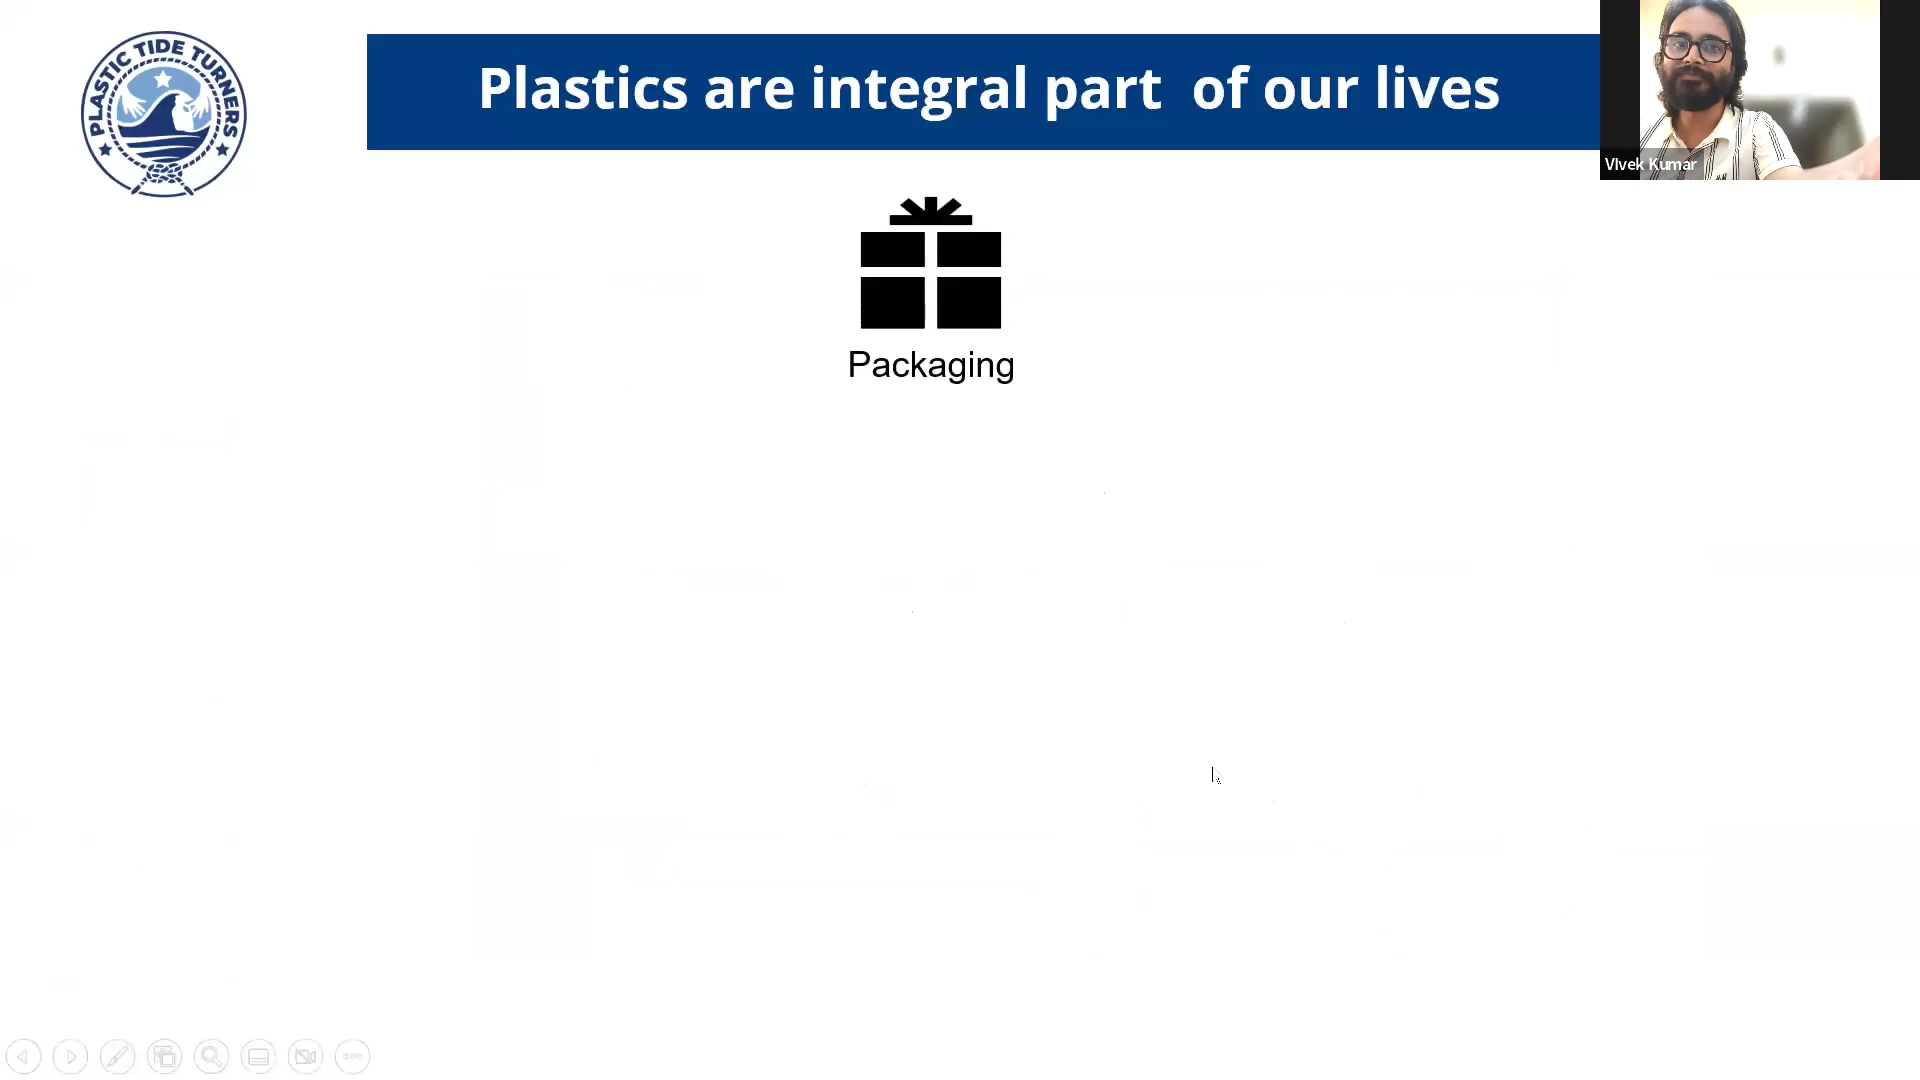 PLASTIC TIDE TURNERS
Plastics are integral part  of our lives
VIvek Kumar
Packaging